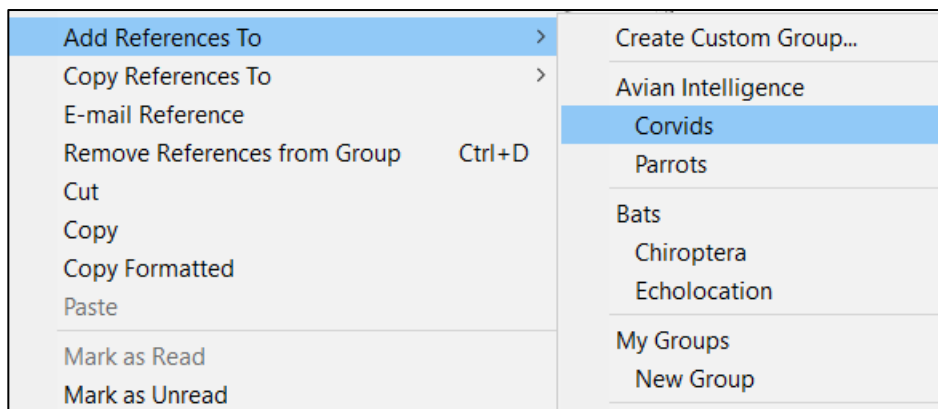 Add References To >
Copy References To >
E-mail Reference
Remove References from Group Ctrl+D
Cut
Copy
Copy Formatted
Paste
Mark as Read
Mark as Unread
Create Custom Group...
Avian Intelligence
Corvids
Parrots
Bats
Chiroptera
Echolocation
My Groups
New Group